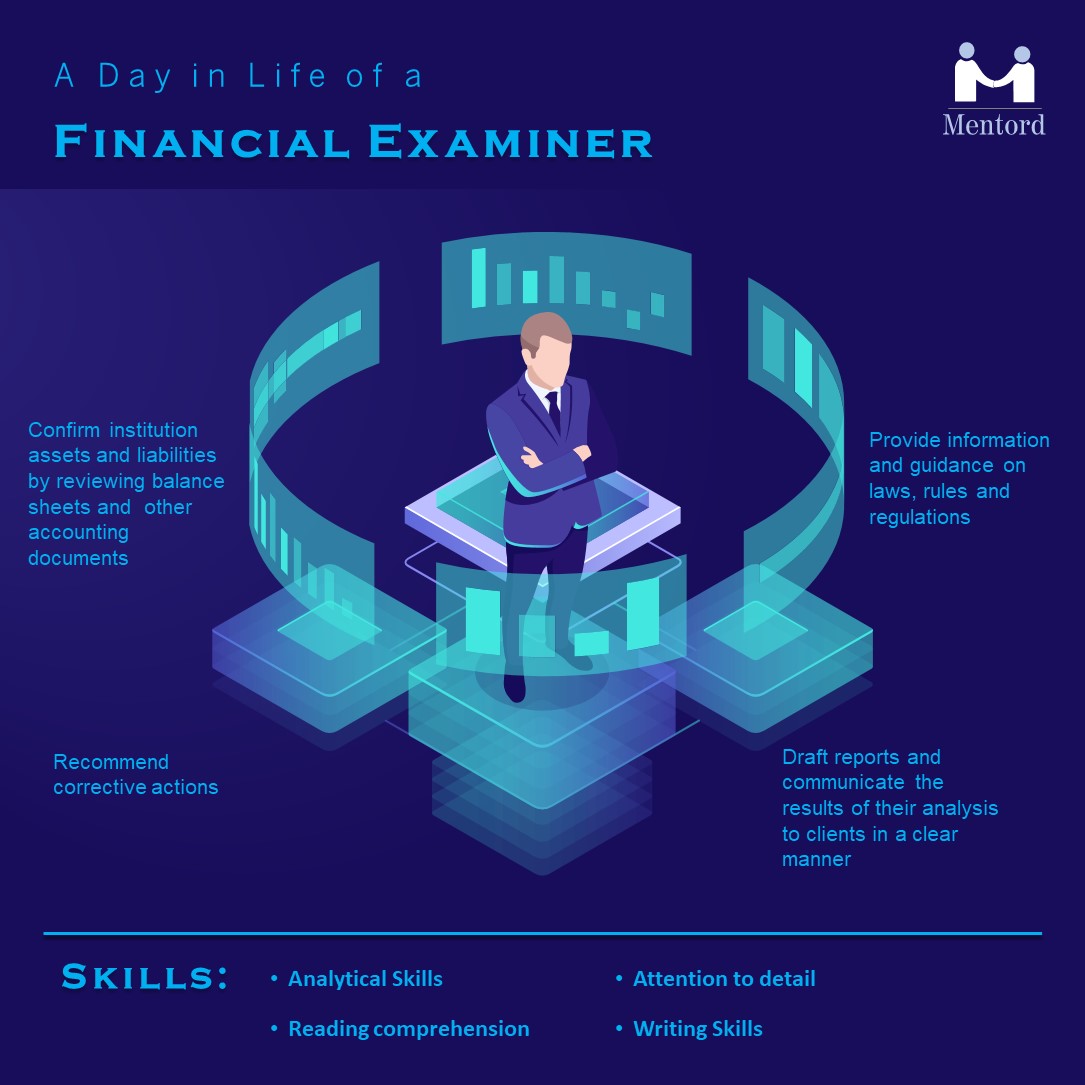 A Day in Life of a
FINANCIAL EXAMINER
Mentord
Confirm institution
assets and liabilities
by reviewing balance
sheets and other
accounting
documents
Provide information
and guidance on
laws, rules and
regulations
Recommend
corrective actions
Draft reports and
communicate the
results of their analysis
to clients in a clear
manner
SKILLS:
• Analytical Skills
• Attention to detail
• Reading comprehension
• Writing Skills